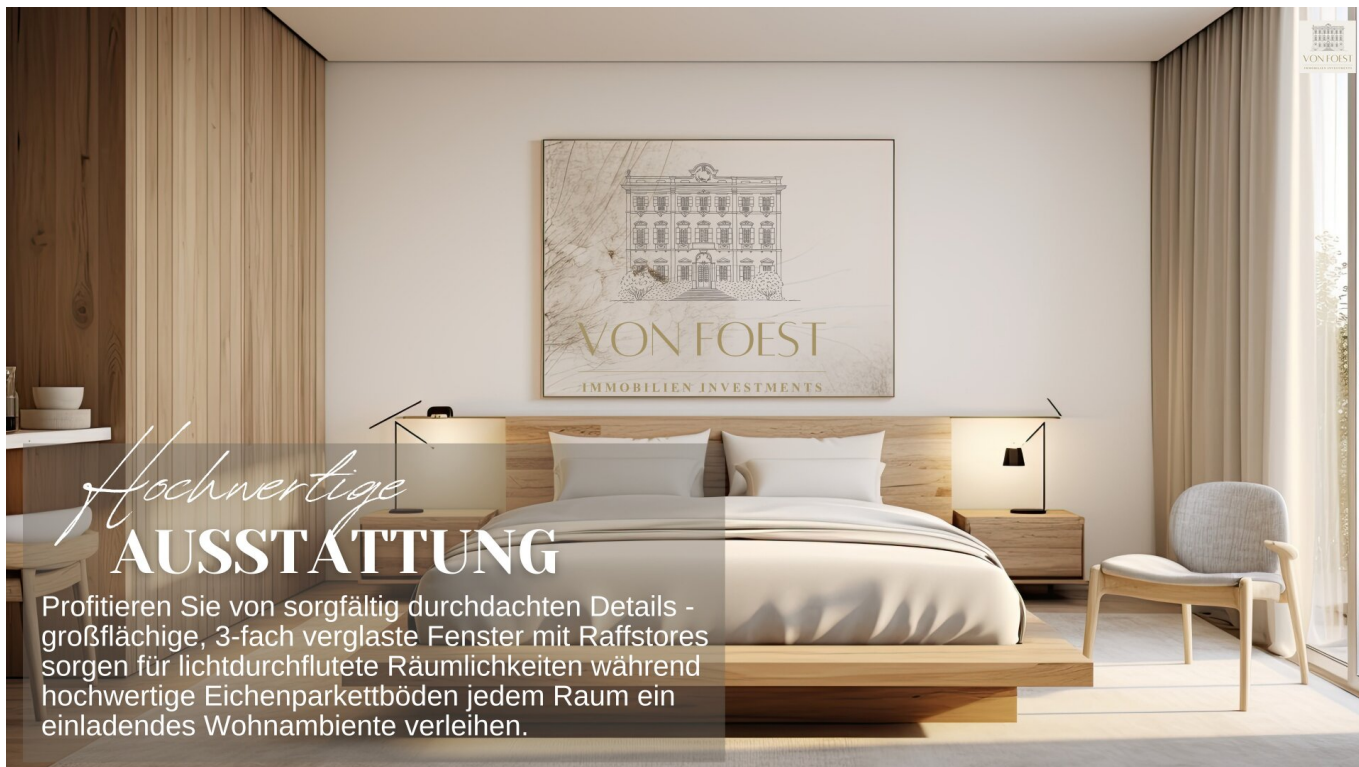 VON FOEST
VON FOEST
IMMOBILIEN INVESTMENTS
Hochwertige
AUSSTATTUNG
Profitieren Sie von sorgfältig durchdachten Details -
großflächige, 3-fach verglaste Fenster mit Raffstores
sorgen für lichtdurchflutete Räumlichkeiten während
hochwertige Eichenparkettböden jedem Raum ein
einladendes Wohnambiente verleihen.